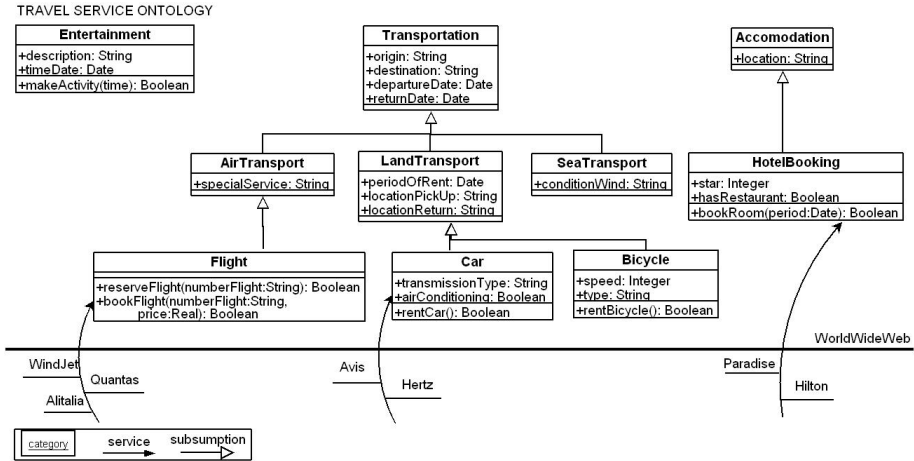 TRAVEL SERVICE ONTOLOGY
Entertainment
+description: String
+timeDate: Date
+makeActivity(time): Boolean
Transportation
+origin: String
+destination: String
+departureDate: Date
+returnDate: Date
Accomodation
+location: String
AirTransport
+specialService: String
LandTransport
+periodOfRent: Date
+locationPickUp: String
+locationReturn: String
SeaTransport
+conditionWind: String
HotelBooking
+star: Integer
+hasRestaurant: Boolean
+bookRoom(period:Date): Boolean
Flight
+reserveFlight(numberFlight:String): Boolean
+bookFlight(numberFlight:String,
price:Real): Boolean
Car
+transmissionType: String
+airConditioning: Boolean
+rentCar(): Boolean
Bicycle
+speed: Integer
+type: String
+rentBicycle(): Boolean
WorldWideWeb
WindJet
Quantas
Alitalia
Avis
Hertz
Paradise
Hilton
category
service
subsumption